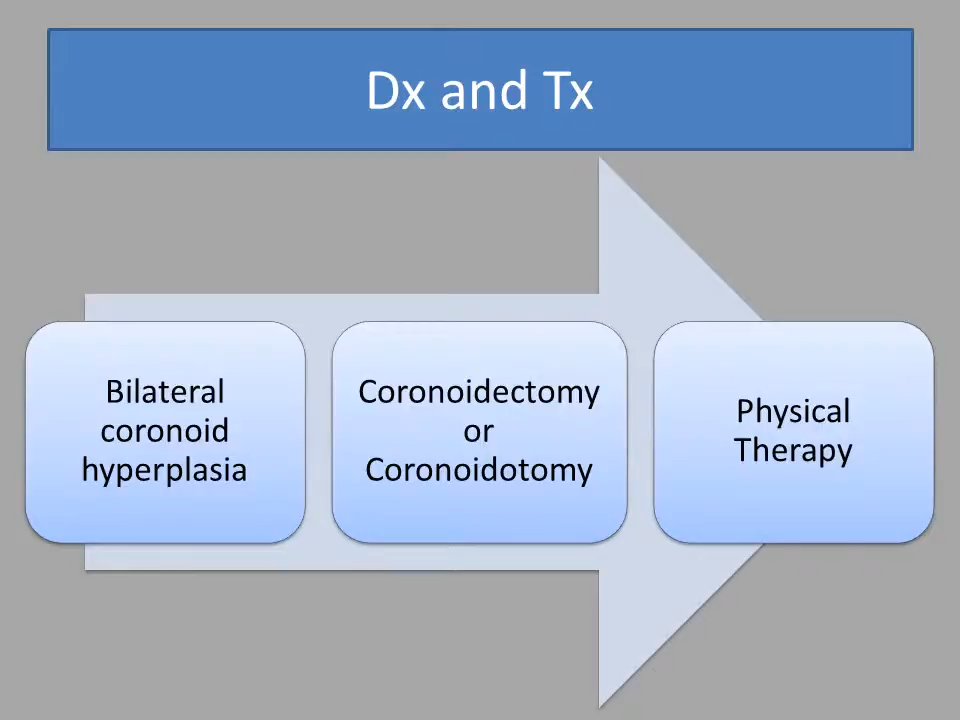 Dx and Tx
Bilateral
coronoid
hyperplasia
Coronoidectomy
or
Coronoidotomy
Physical
Therapy